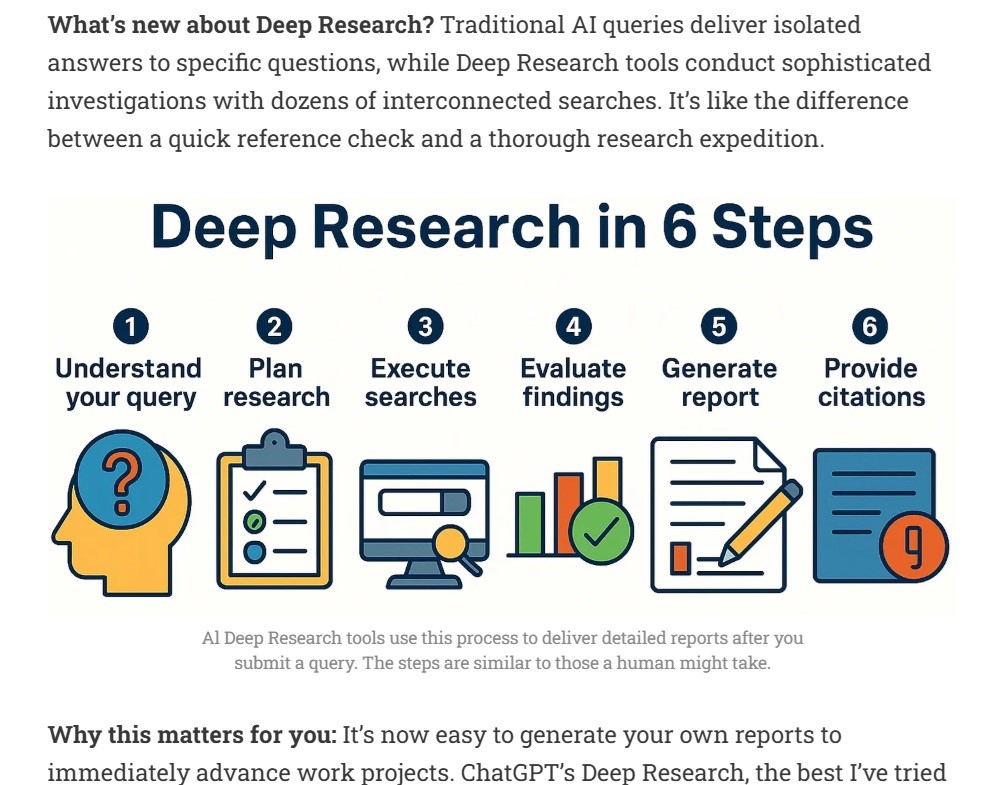 What’s new about Deep Research? Traditional AI queries deliver isolated
answers to specific questions, while Deep Research tools conduct sophisticated
investigations with dozens of interconnected searches. It’s like the difference
between a quick reference check and a thorough research expedition.
Deep Research in 6 Steps
1
Understand
your query
?
2
Plan
research
3
Execute
searches
4
Evaluate
findings
5
Generate
report
6
Provide
citations
9
AI Deep Research tools use this process to deliver detailed reports after you
submit a query. The steps are similar to those a human might take.
Why this matters for you: It’s now easy to generate your own reports to
immediately advance work projects. ChatGPT’s Deep Research, the best I’ve tried